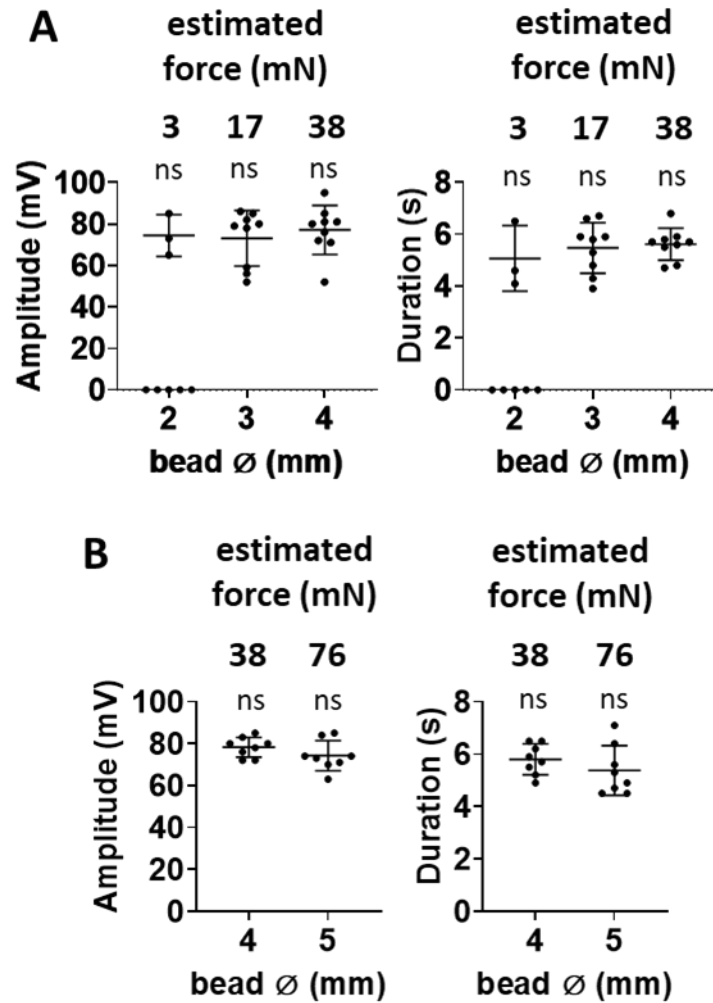 A
estimated
force (mN)
3 17 38
ns ns ns
Amplitude (mV)
100
80
60
40
20
0
2 3 4
bead ⌀ (mm)
estimated
force (mN)
3 17 38
ns ns ns
Duration (s)
8
6
4
2
0
2 3 4
bead ⌀ (mm)
B
estimated
force (mN)
38 76
ns ns
Amplitude (mV)
100
80
60
40
20
0
4 5
bead ⌀ (mm)
estimated
force (mN)
38 76
ns ns
Duration (s)
8
6
4
2
0
4 5
bead ⌀ (mm)